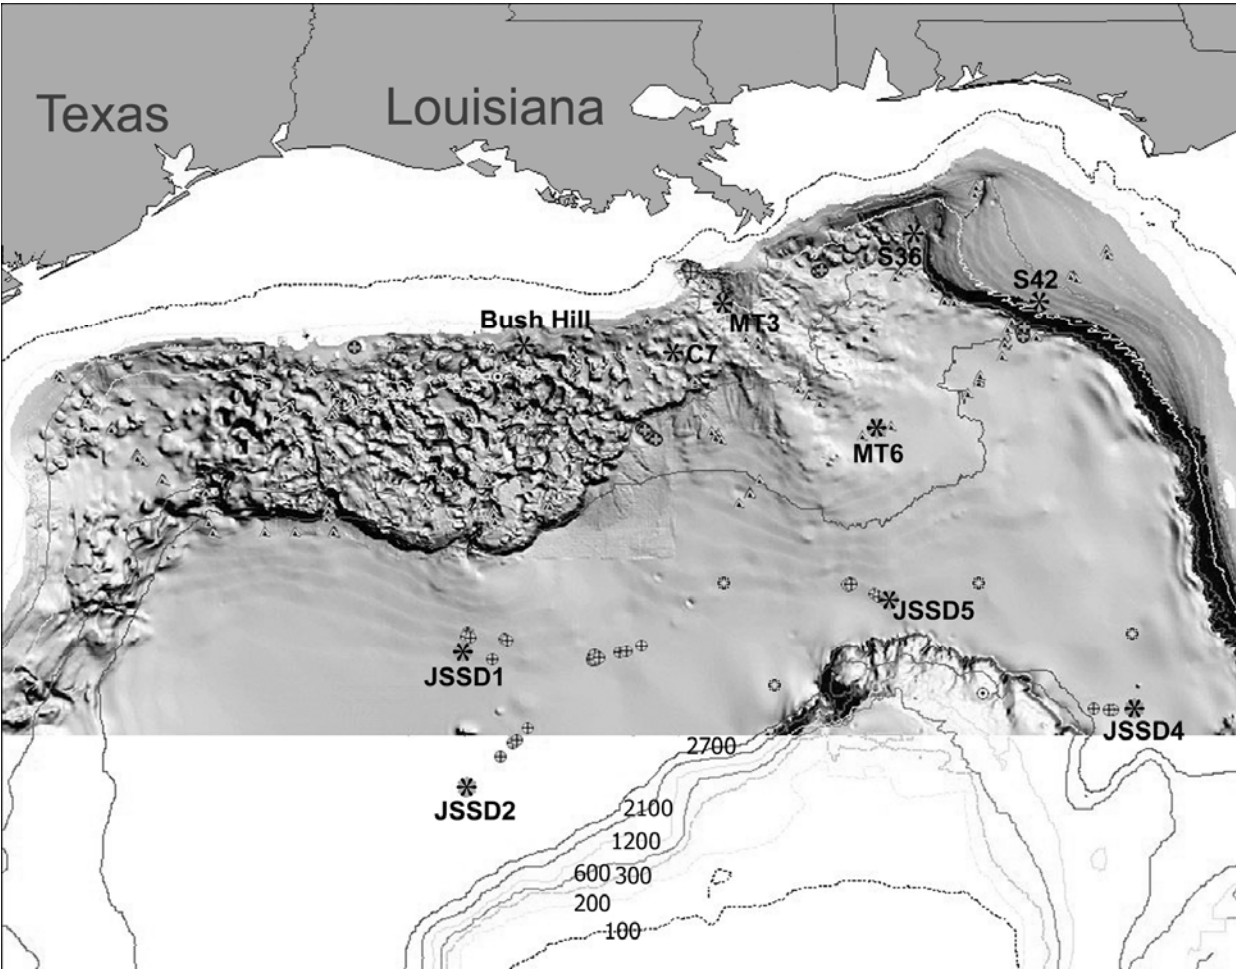 Texas
Louisiana
S36
S42
Bush Hill
MT3
C7
MT6
JSSD5
JSSD1
JSSD4
2700
JSSD2
2100
1200
600 300
200
100